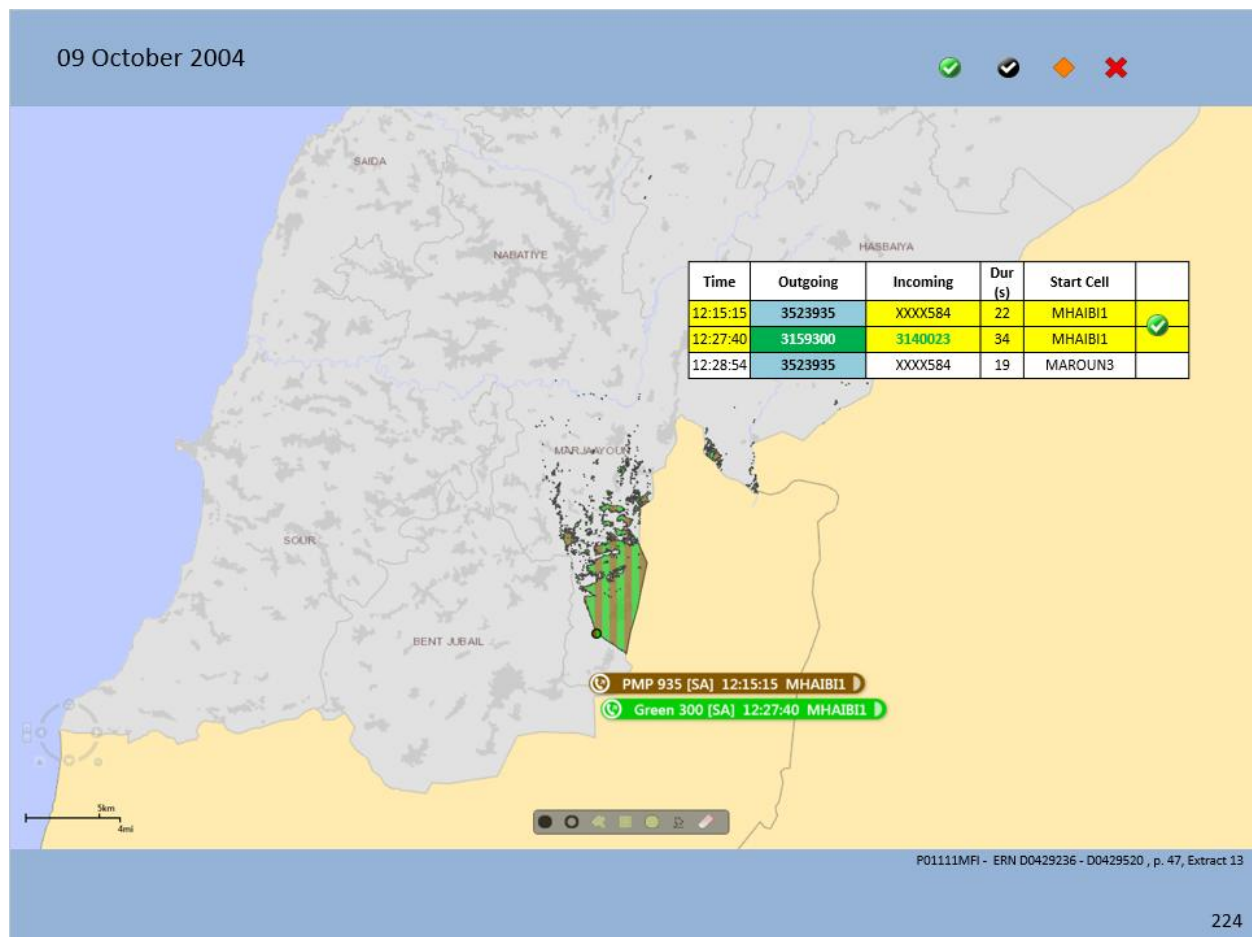 09 October 2004
SAIDA
NABATIYE
HASBAIYA
Time Outgoing Incoming Dur (s) Start Cell
12:15:15 3523935 XXXX584 22 MHAIBI1
12:27:40 3159300 3140023 34 MHAIBI1
12:28:54 3523935 XXXX584 19 MAROUN3
MARJAAYOUN
SOUR
BENT JUBAIL
PMP 935 [SA] 12:15:15 MHAIBI1
Green 300 [SA] 12:27:40 MHAIBI1
5km
4mi
P01111MFI - ERN D0429236 - D0429520 , p. 47, Extract 13
224